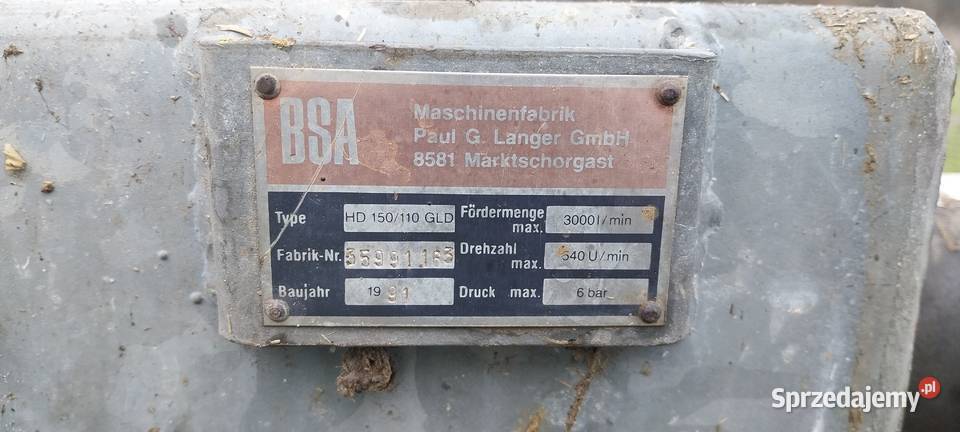 BSA
Maschinenfabrik
Paul G. Langer GmbH
8581 Marktschorgast
Type HD 150/110 GLD Fördermenge max. 3000 l/min
Fabrik-Nr. 35991163 Drehzahl max. 540 U/min
Baujahr 1991 Druck max. 6 bar
Sprzedajemy.pl